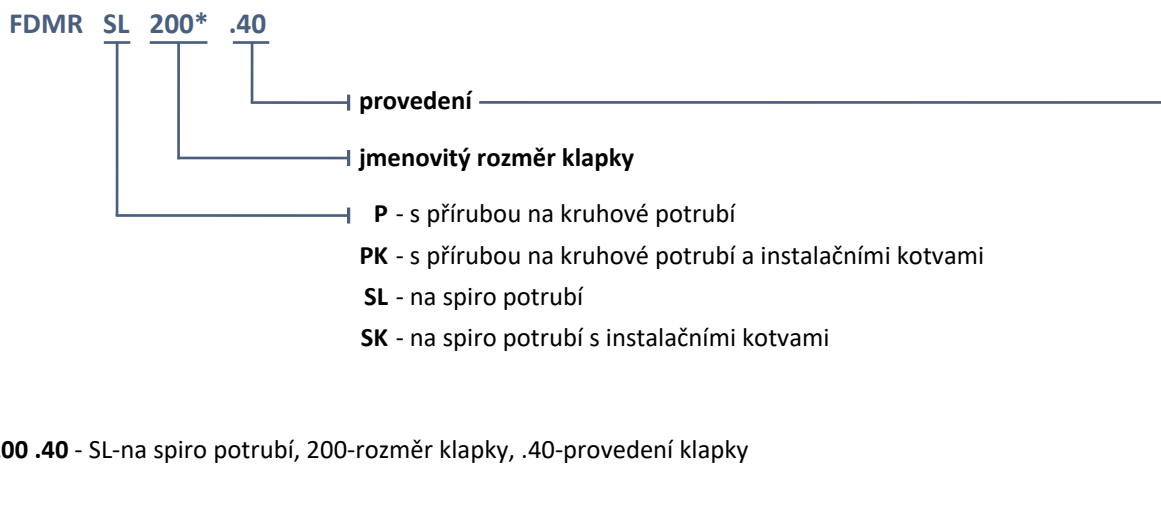 FDMR SL 200* .40
provedení
jmenovitý rozměr klapky
P - s přírubou na kruhové potrubí
PK - s přírubou na kruhové potrubí a instalačními kotvami
SL - na spiro potrubí
SK - na spiro potrubí s instalačními kotvami
00 .40 - SL-na spiro potrubí, 200-rozměr klapky, .40-provedení klapky